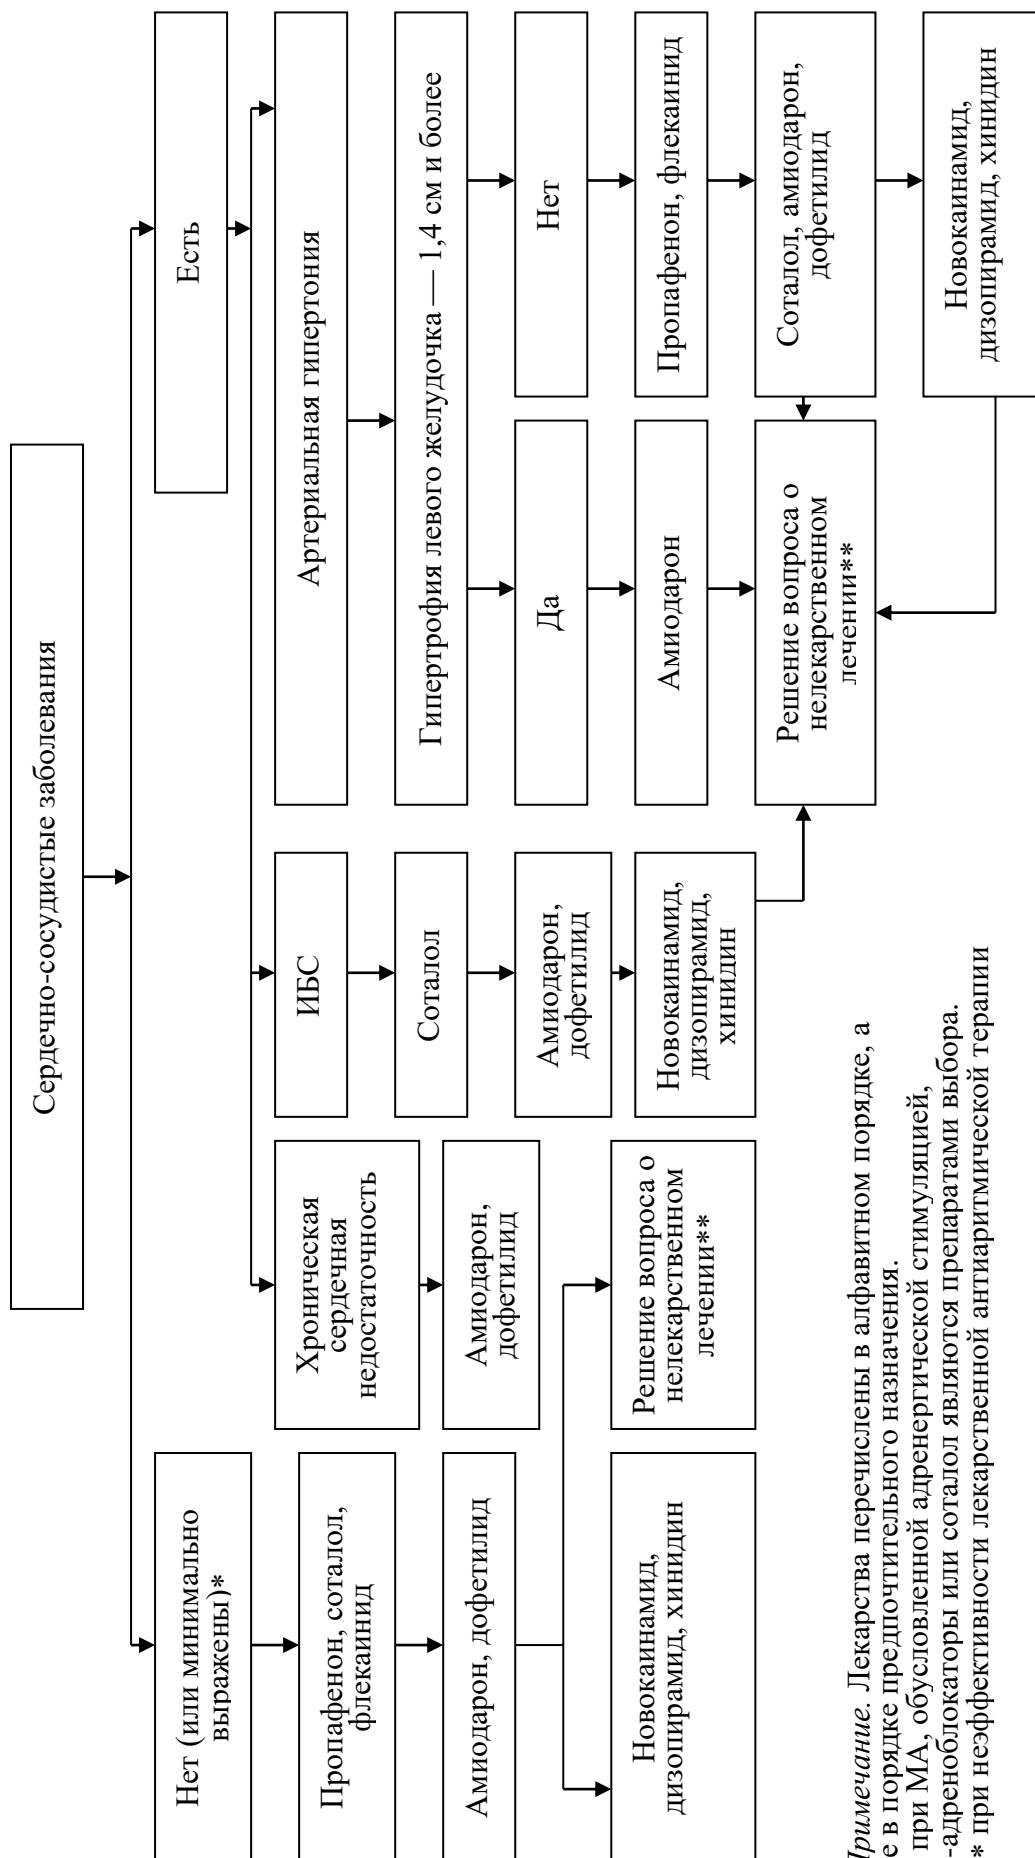 Сердечно-сосудистые заболевания
Нет (или минимально
выражены)*
Есть
Пропафенон, соталол,
флекаинид
Амиодарон, дофетилид
Новокаинамид,
дизопирамид, хинидин
Хроническая
сердечная
недостаточность
Амиодарон,
дофетилид
Решение вопроса о
нелекарственном
лечении**
ИБС
Соталол
Амиодарон,
дофетилид
Новокаинамид,
дизопирамид,
хинидин
Артериальная гипертония
Гипертрофия левого желудочка — 1,4 см и более
Да
Нет
Амиодарон
Пропафенон, флекаинид
Решение вопроса о
нелекарственном
лечении**
Соталол, амиодарон,
дофетилид
Новокаинамид,
дизопирамид, хинидин
Примечание. Лекарства перечислены в алфавитном порядке, а
е в порядке предпочтительного назначения.
при МА, обусловленной адренергической стимуляцией,
-адреноблокаторы или соталол являются препаратами выбора.
* при неэффективности лекарственной антиаритмической терапии